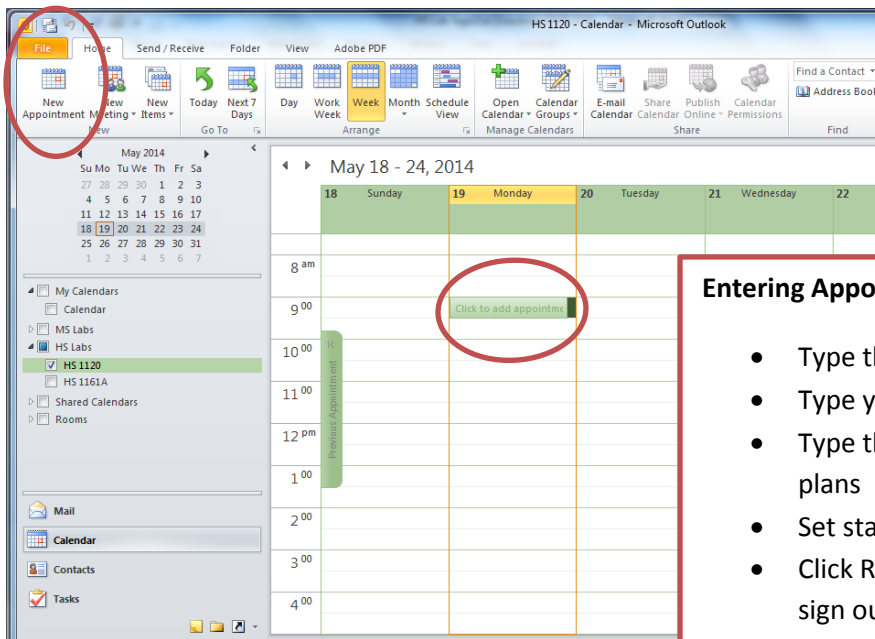 HS 1120 - Calendar - Microsoft Outlook
File Home Send / Receive Folder View Adobe PDF
New Appointment
New Meeting
New Items
New
Today
Next 7 Days
Go To
Day
Work Week
Week
Month
Schedule View
Arrange
Open Calendar
Calendar Groups
Manage Calendars
E-mail Calendar
Share Calendar
Publish Online
Calendar Permissions
Share
Find a Contact
Address Book
Find
May 2014
Su Mo Tu We Th Fr Sa
27 28 29 30 1 2 3
4 5 6 7 8 9 10
11 12 13 14 15 16 17
18 19 20 21 22 23 24
25 26 27 28 29 30 31
1 2 3 4 5 6 7
My Calendars
Calendar
MS Labs
HS Labs
HS 1120
HS 1161A
Shared Calendars
Rooms
Mail
Calendar
Contacts
Tasks
May 18 - 24, 2014
18 Sunday 19 Monday 20 Tuesday 21 Wednesday 22
8 am
9 00
Click to add appointme
10 00
11 00
12 pm
1 00
2 00
3 00
4 00
Previous Appointment
Entering Appo
• Type t
• Type y
• Type t
plans
• Set sta
• Click R
sign ou